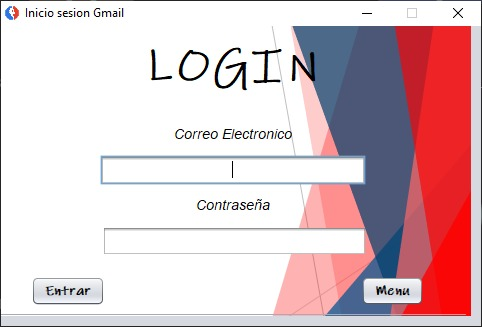 Inicio sesion Gmail
LOGIN
Correo Electronico
Contraseña
Entrar
Menu